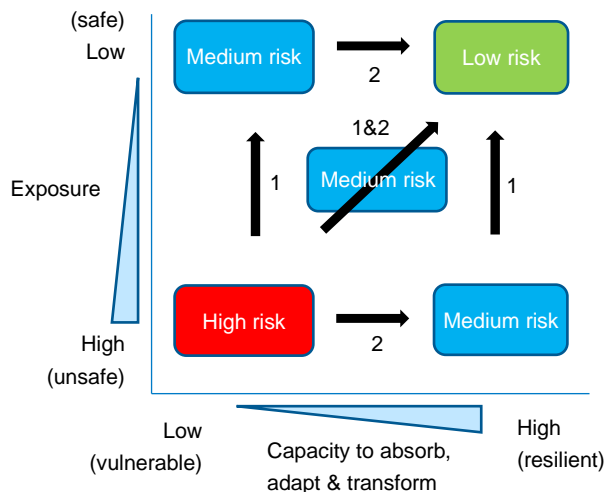 (safe)
Low
Medium risk
2
Low risk
1&2
Exposure
1
Medium risk
1
High risk
2
Medium risk
High
(unsafe)
Low
(vulnerable)
Capacity to absorb,
adapt & transform
High
(resilient)